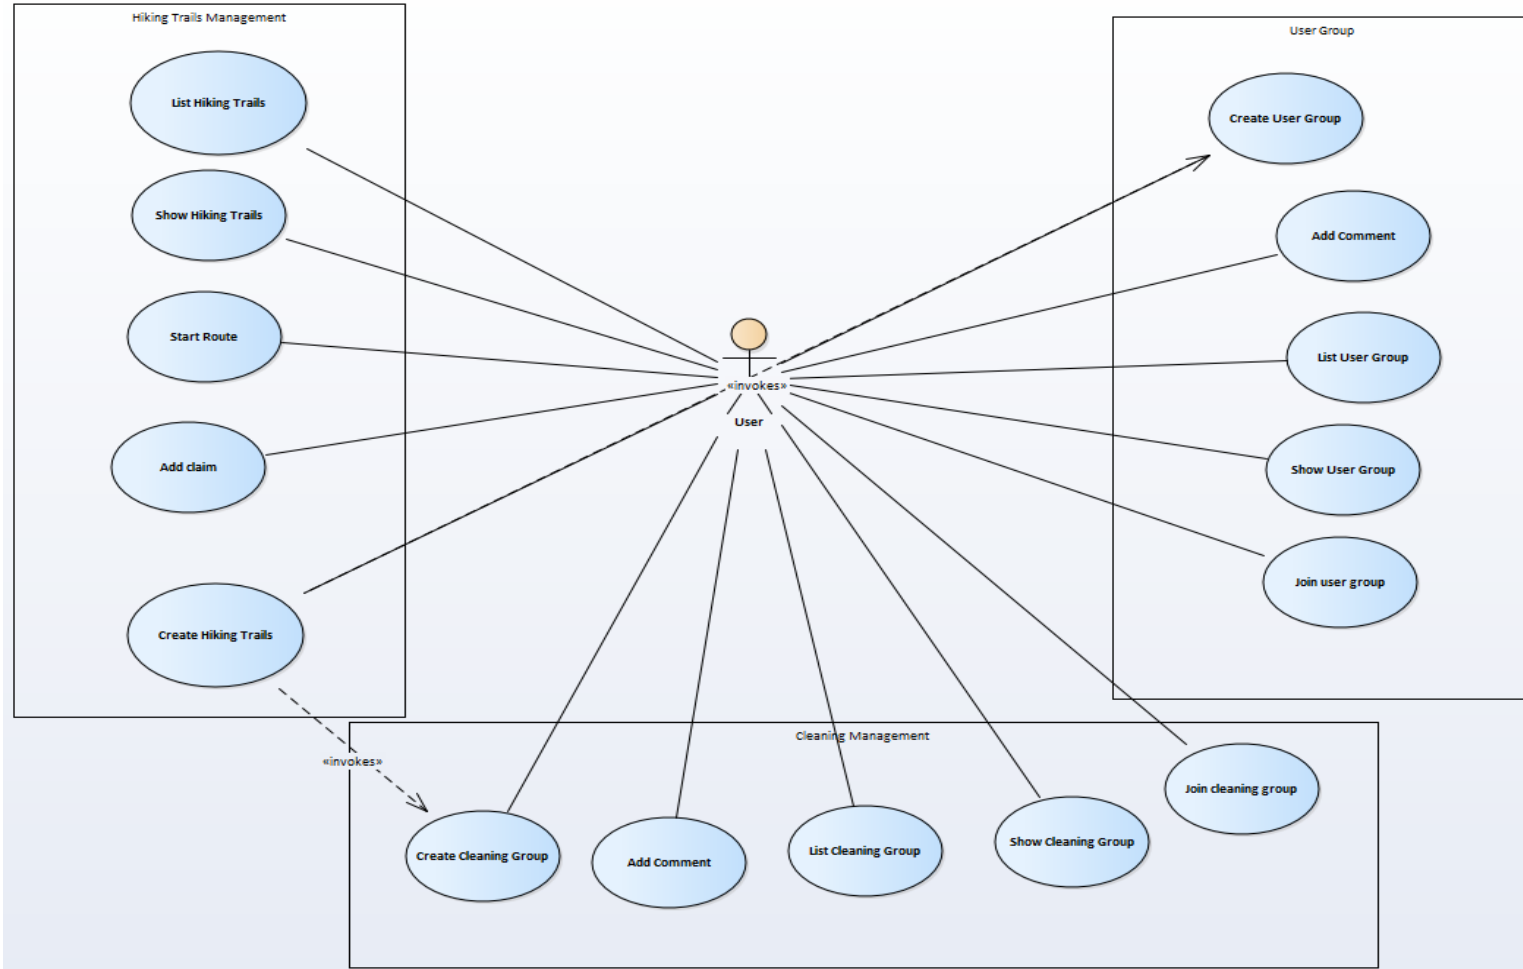 Hiking Trails Management
List Hiking Trails
Show Hiking Trails
Start Route
Add claim
Create Hiking Trails
«invokes»
User
«invokes»
User Group
Create User Group
Add Comment
List User Group
Show User Group
Join user group
Cleaning Management
Create Cleaning Group
Add Comment
List Cleaning Group
Show Cleaning Group
Join cleaning group